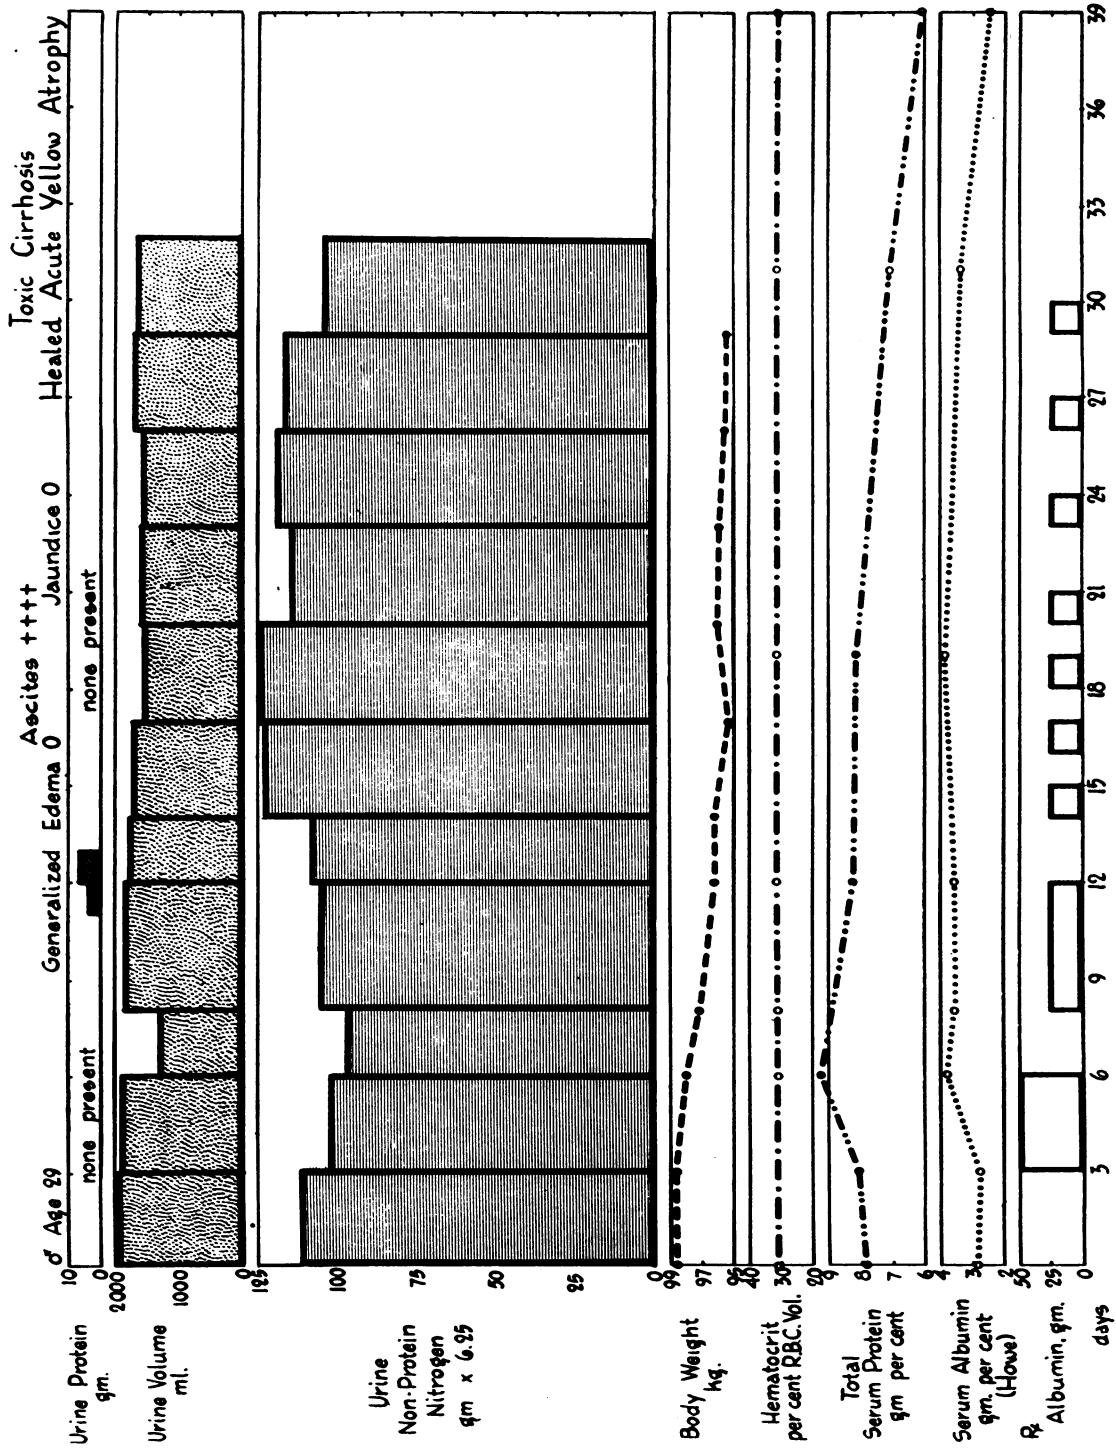 Toxic Cirrhosis
♂ Age 29 Generalized Edema 0 Ascites ++++ Jaundice 0 Healed Acute Yellow Atrophy
Urine Protein
gm.
10
0
none present
none present
Urine Volume
ml.
2000
1000
0
Urine
Non-Protein
Nitrogen
gm x 6.25
125
100
75
50
25
0
Body Weight
kg.
99
97
95
Hematocrit
per cent R.B.C. Vol.
40
30
20
Total
Serum Protein
gm per cent
9
8
7
6
Serum Albumin
gm. per cent
(Howe)
4
3
2
℞
Albumin, gm.
50
25
0
days
3 6 9 12 15 18 21 24 27 30 33 36 39